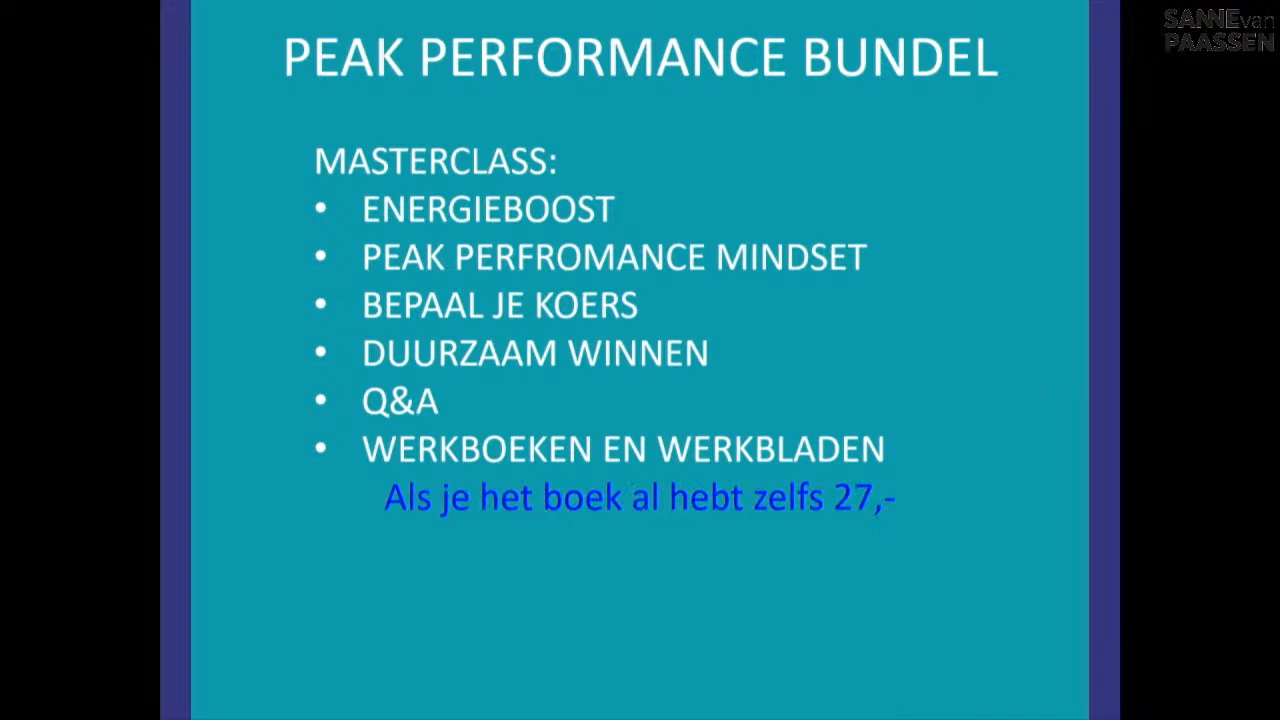 SANNE van
PAASSEN
PEAK PERFORMANCE BUNDEL
MASTERCLASS:
• ENERGIEBOOST
• PEAK PERFROMANCE MINDSET
• BEPAAL JE KOERS
• DUURZAAM WINNEN
• Q&A
• WERKBOEKEN EN WERKBLADEN
Als je het boek al hebt zelfs 27,-